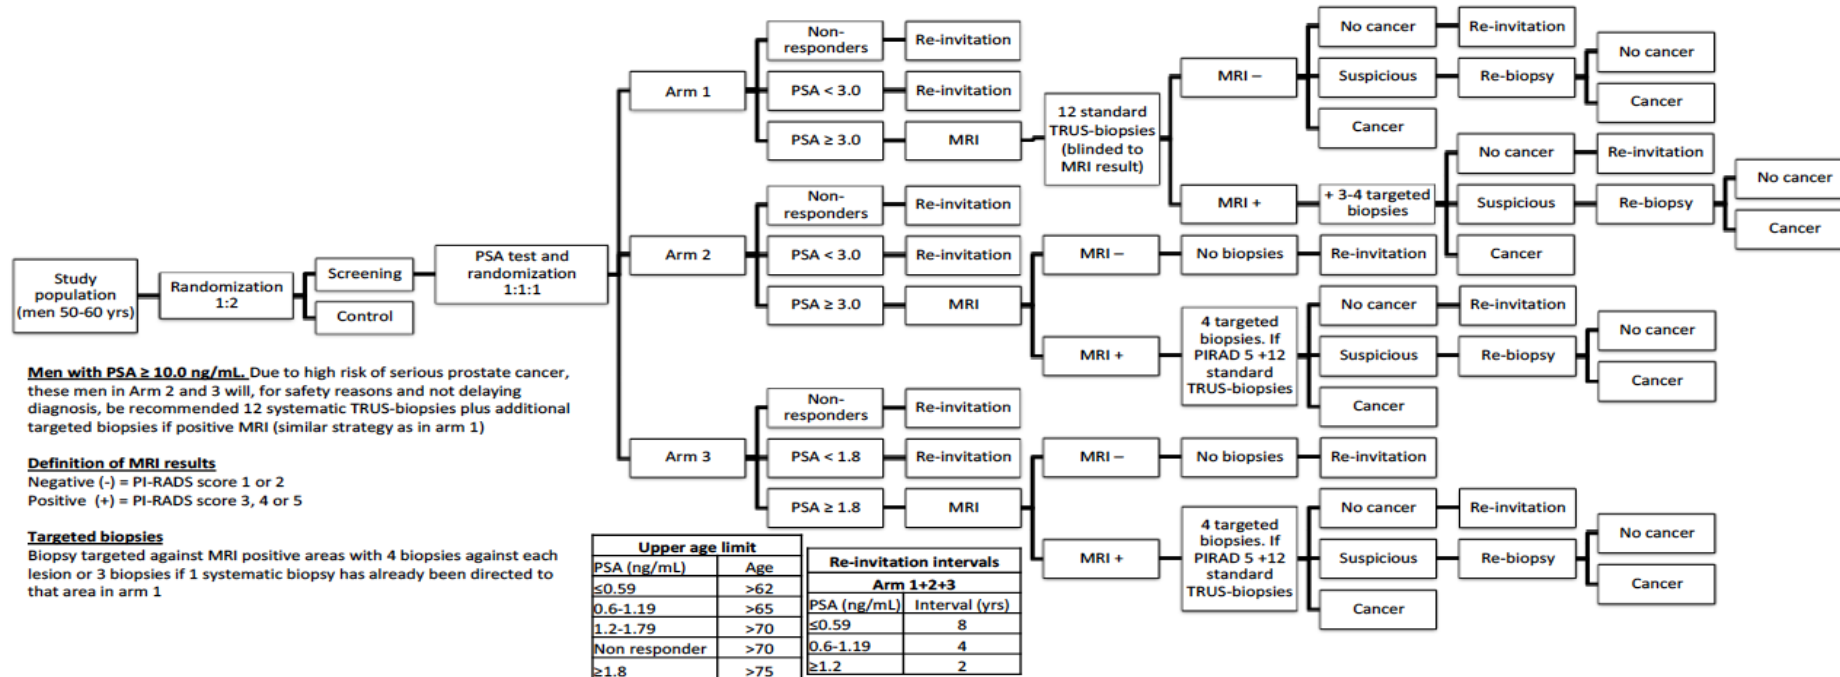 Study
population
(men 50-60 yrs)
Randomization
1:2
Screening
Control
PSA test and
randomization
1:1:1
Arm 1
Non-
responders
Re-invitation
PSA < 3.0
Re-invitation
PSA ≥ 3.0
MRI
12 standard
TRUS-biopsies
(blinded to
MRI result)
MRI –
No cancer
Re-invitation
Suspicious
Re-biopsy
No cancer
Cancer
Cancer
MRI +
+ 3-4 targeted
biopsies
No cancer
Re-invitation
Suspicious
Re-biopsy
No cancer
Cancer
Cancer
Arm 2
Non-
responders
Re-invitation
PSA < 3.0
Re-invitation
PSA ≥ 3.0
MRI
MRI –
No biopsies
Re-invitation
MRI +
4 targeted
biopsies. If
PIRAD 5 +12
standard
TRUS-biopsies
No cancer
Re-invitation
Suspicious
Re-biopsy
No cancer
Cancer
Cancer
Arm 3
Non-
responders
Re-invitation
PSA < 1.8
Re-invitation
PSA ≥ 1.8
MRI
MRI –
No biopsies
Re-invitation
MRI +
4 targeted
biopsies. If
PIRAD 5 +12
standard
TRUS-biopsies
No cancer
Re-invitation
Suspicious
Re-biopsy
No cancer
Cancer
Cancer
Men with PSA ≥ 10.0 ng/mL. Due to high risk of serious prostate cancer,
these men in Arm 2 and 3 will, for safety reasons and not delaying
diagnosis, be recommended 12 systematic TRUS-biopsies plus additional
targeted biopsies if positive MRI (similar strategy as in arm 1)
Definition of MRI results
Negative (-) = PI-RADS score 1 or 2
Positive (+) = PI-RADS score 3, 4 or 5
Targeted biopsies
Biopsy targeted against MRI positive areas with 4 biopsies against each
lesion or 3 biopsies if 1 systematic biopsy has already been directed to
that area in arm 1
Upper age limit
PSA (ng/mL) Age
≤0.59 >62
0.6-1.19 >65
1.2-1.79 >70
Non responder >70
≥1.8 >75
Re-invitation intervals
Arm 1+2+3
PSA (ng/mL) Interval (yrs)
≤0.59 8
0.6-1.19 4
≥1.2 2